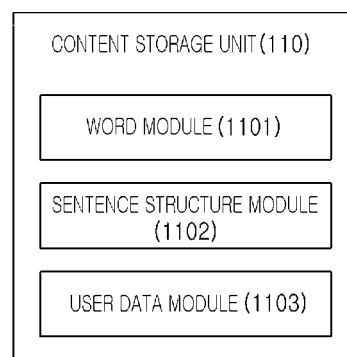 CONTENT STORAGE UNIT(110)
WORD MODULE (1101)
SENTENCE STRUCTURE MODULE
(1102)
USER DATA MODULE (1103)